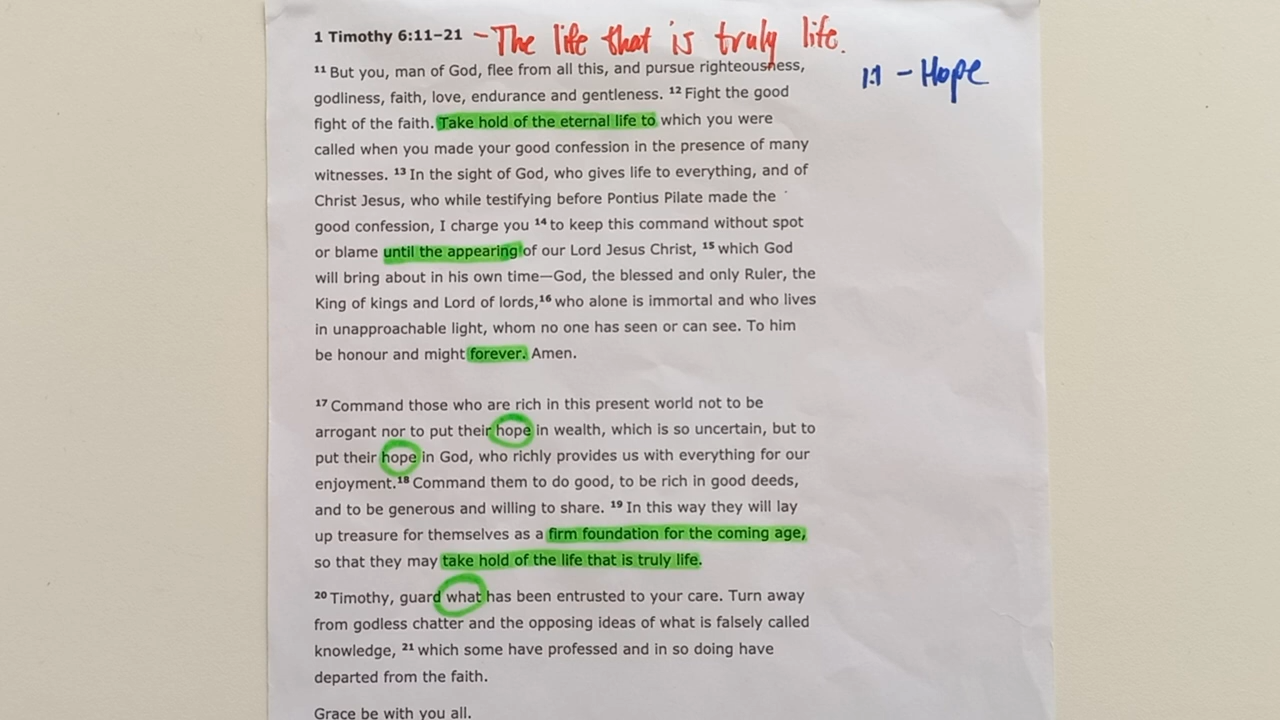 1 Timothy 6:11–21 – The life that is truly life.
1:1 – Hope
¹¹ But you, man of God, flee from all this, and pursue righteousness,
godliness, faith, love, endurance and gentleness. ¹² Fight the good
fight of the faith. Take hold of the eternal life to which you were
called when you made your good confession in the presence of many
witnesses. ¹³ In the sight of God, who gives life to everything, and of
Christ Jesus, who while testifying before Pontius Pilate made the
good confession, I charge you ¹⁴ to keep this command without spot
or blame until the appearing of our Lord Jesus Christ, ¹⁵ which God
will bring about in his own time—God, the blessed and only Ruler, the
King of kings and Lord of lords,¹⁶ who alone is immortal and who lives
in unapproachable light, whom no one has seen or can see. To him
be honour and might forever. Amen.
¹⁷ Command those who are rich in this present world not to be
arrogant nor to put their hope in wealth, which is so uncertain, but to
put their hope in God, who richly provides us with everything for our
enjoyment.¹⁸ Command them to do good, to be rich in good deeds,
and to be generous and willing to share. ¹⁹ In this way they will lay
up treasure for themselves as a firm foundation for the coming age,
so that they may take hold of the life that is truly life.
²⁰ Timothy, guard what has been entrusted to your care. Turn away
from godless chatter and the opposing ideas of what is falsely called
knowledge, ²¹ which some have professed and in so doing have
departed from the faith.
Grace be with you all.